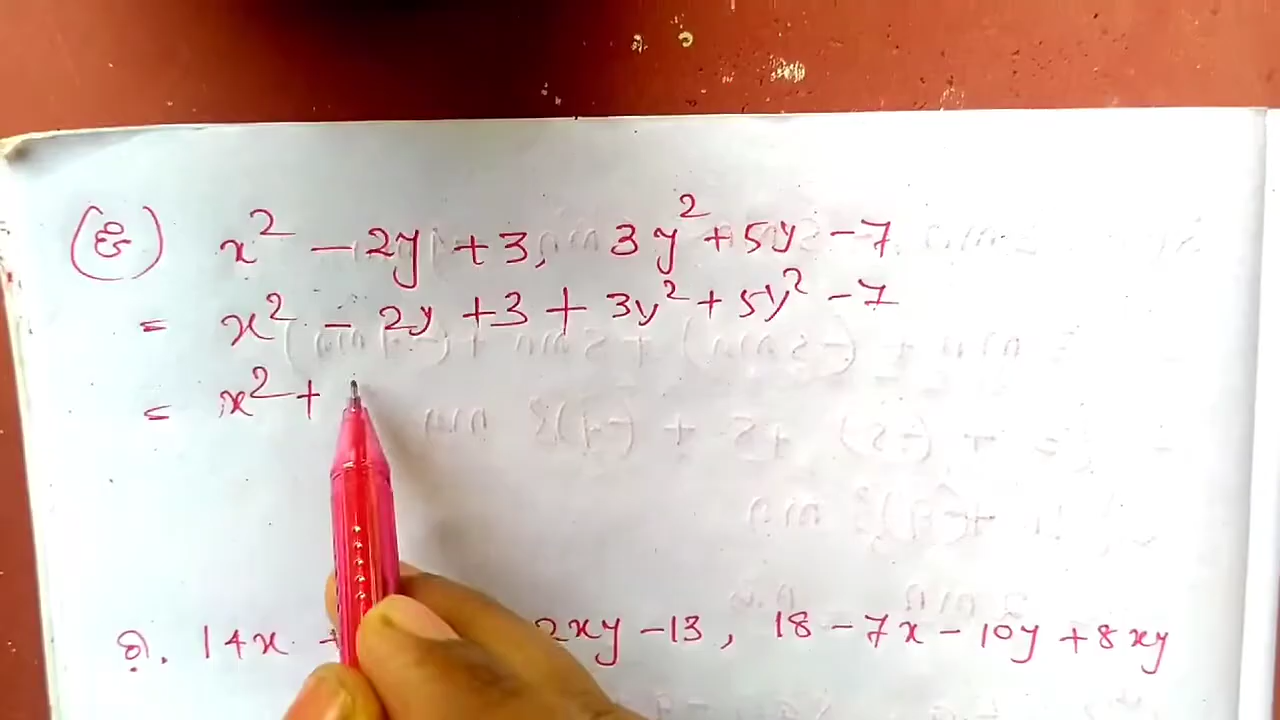 (ଙ) x² - 2y + 3, 3y² + 5y - 7
= x² - 2y + 3 + 3y² + 5y² - 7
= x² +
14x 2xy - 13, 18 - 7x - 10y + 8xy